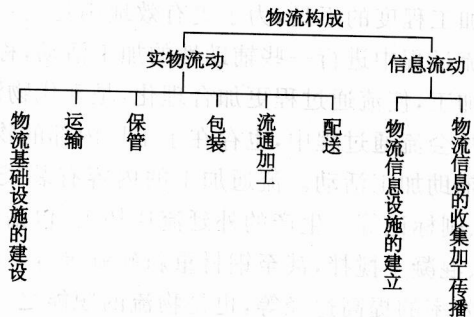 物流构成
实物流动
信息流动
物流基础设施的建设
运输
保管
包装
流通加工
配送
物流信息设施的建立
物流信息的收集加工传播